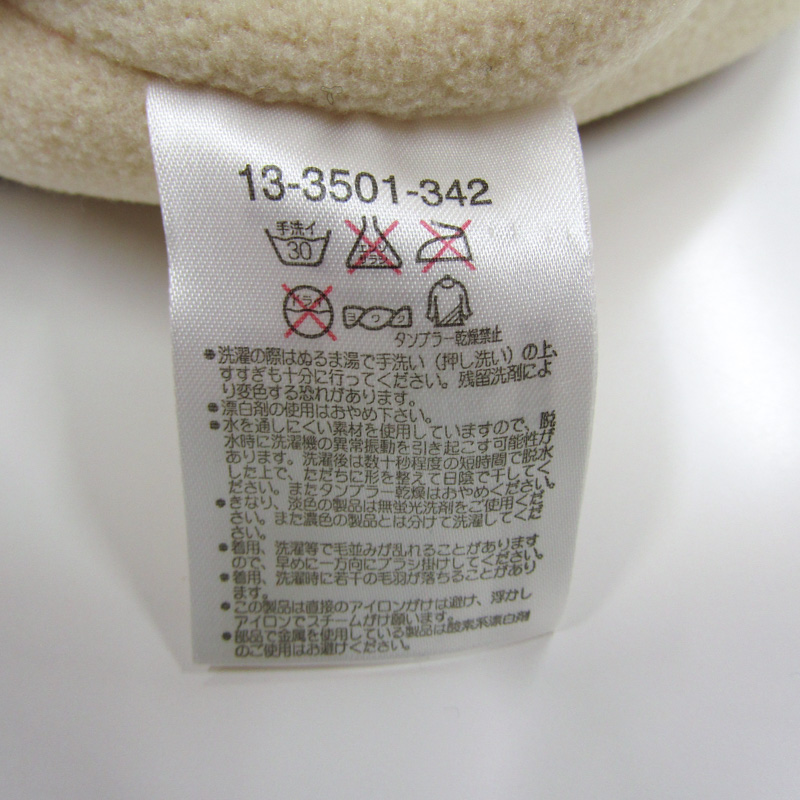 13-3501-342
手洗イ
30
エンソ
サラシ
ドライ
ヨワク
タンブラー乾燥禁止
●洗濯の際はぬるま湯で手洗い（押し洗い）の上、
すすぎも十分に行ってください。残留洗剤によ
り変色する恐れがあります。
●漂白剤の使用はおやめ下さい。
●水を通しにくい素材を使用していますので、脱
水時に洗濯機の異常振動を引き起こす可能性が
あります。洗濯後は数十秒程度の短時間で脱水
した上で、ただちに形を整えて日陰で干してく
ださい。またタンブラー乾燥はおやめください。
●きなり、淡色の製品は無蛍光洗剤をご使用くだ
さい。また濃色の製品とは分けて洗濯してくだ
さい。
●着用、洗濯等で毛並みが乱れることがあります
ので、早めに一方向にブラシ掛けしてください。
●着用、洗濯時に若干の毛羽が落ちることがあり
ます。
●この製品は直接のアイロンがけは避け、浮かし
アイロンでスチームがけ願います。
●部品で金属を使用している製品は酸素系漂白剤
のご使用はお避けください。